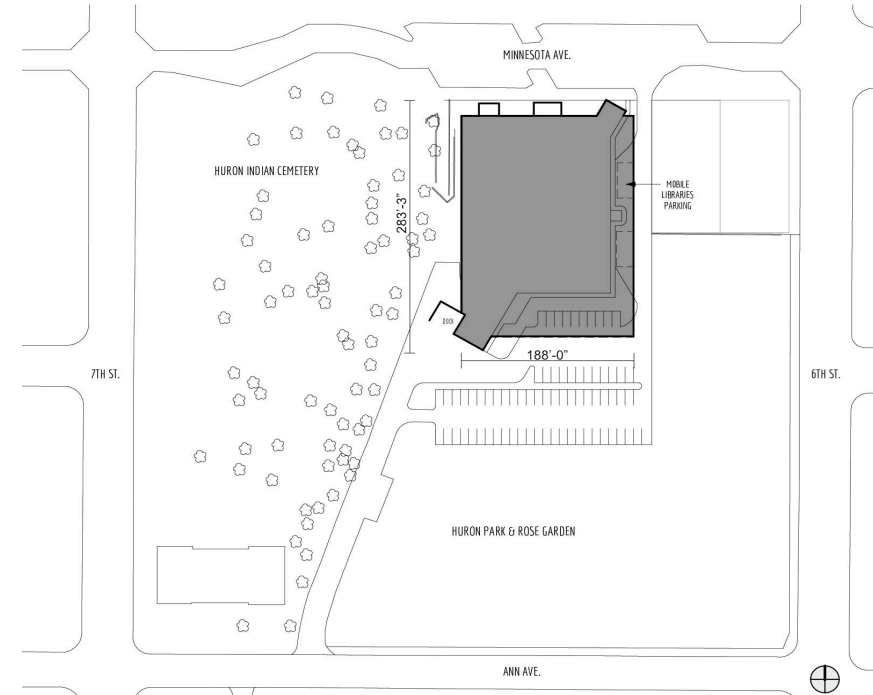 MINNESOTA AVE.
HURON INDIAN CEMETERY
MOBILE
LIBRARIES
PARKING
283'-3"
DOCK
188'-0"
7TH ST.
6TH ST.
HURON PARK & ROSE GARDEN
ANN AVE.